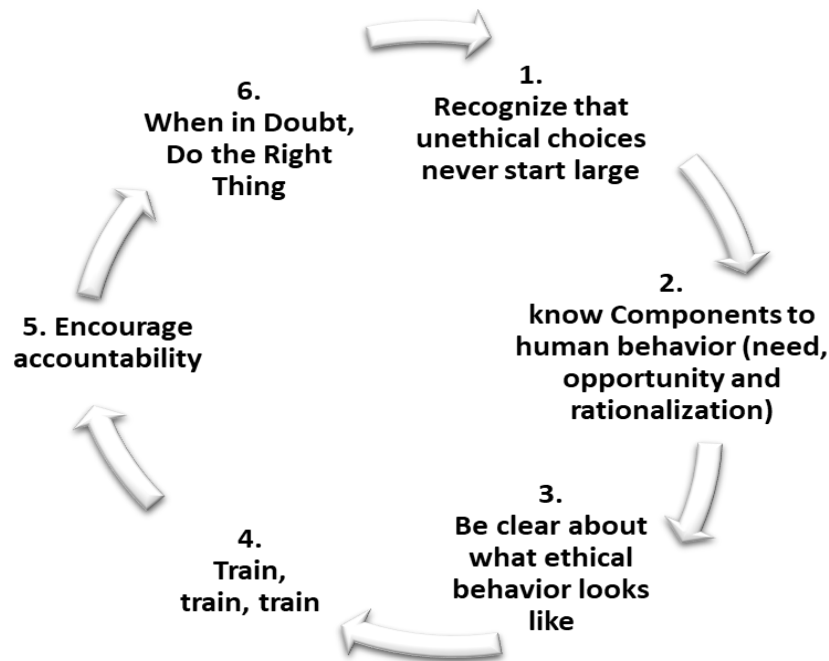 1.
Recognize that
unethical choices
never start large
2.
know Components to
human behavior (need,
opportunity and
rationalization)
3.
Be clear about
what ethical
behavior looks
like
4.
Train,
train, train
5. Encourage
accountability
6.
When in Doubt,
Do the Right
Thing